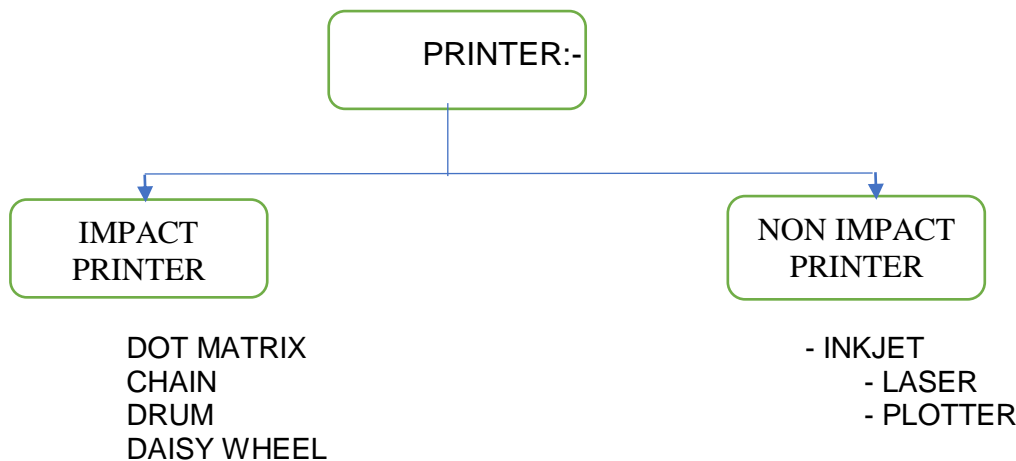 PRINTER:-
IMPACT
PRINTER
NON IMPACT
PRINTER
DOT MATRIX
CHAIN
DRUM
DAISY WHEEL
- INKJET
- LASER
- PLOTTER